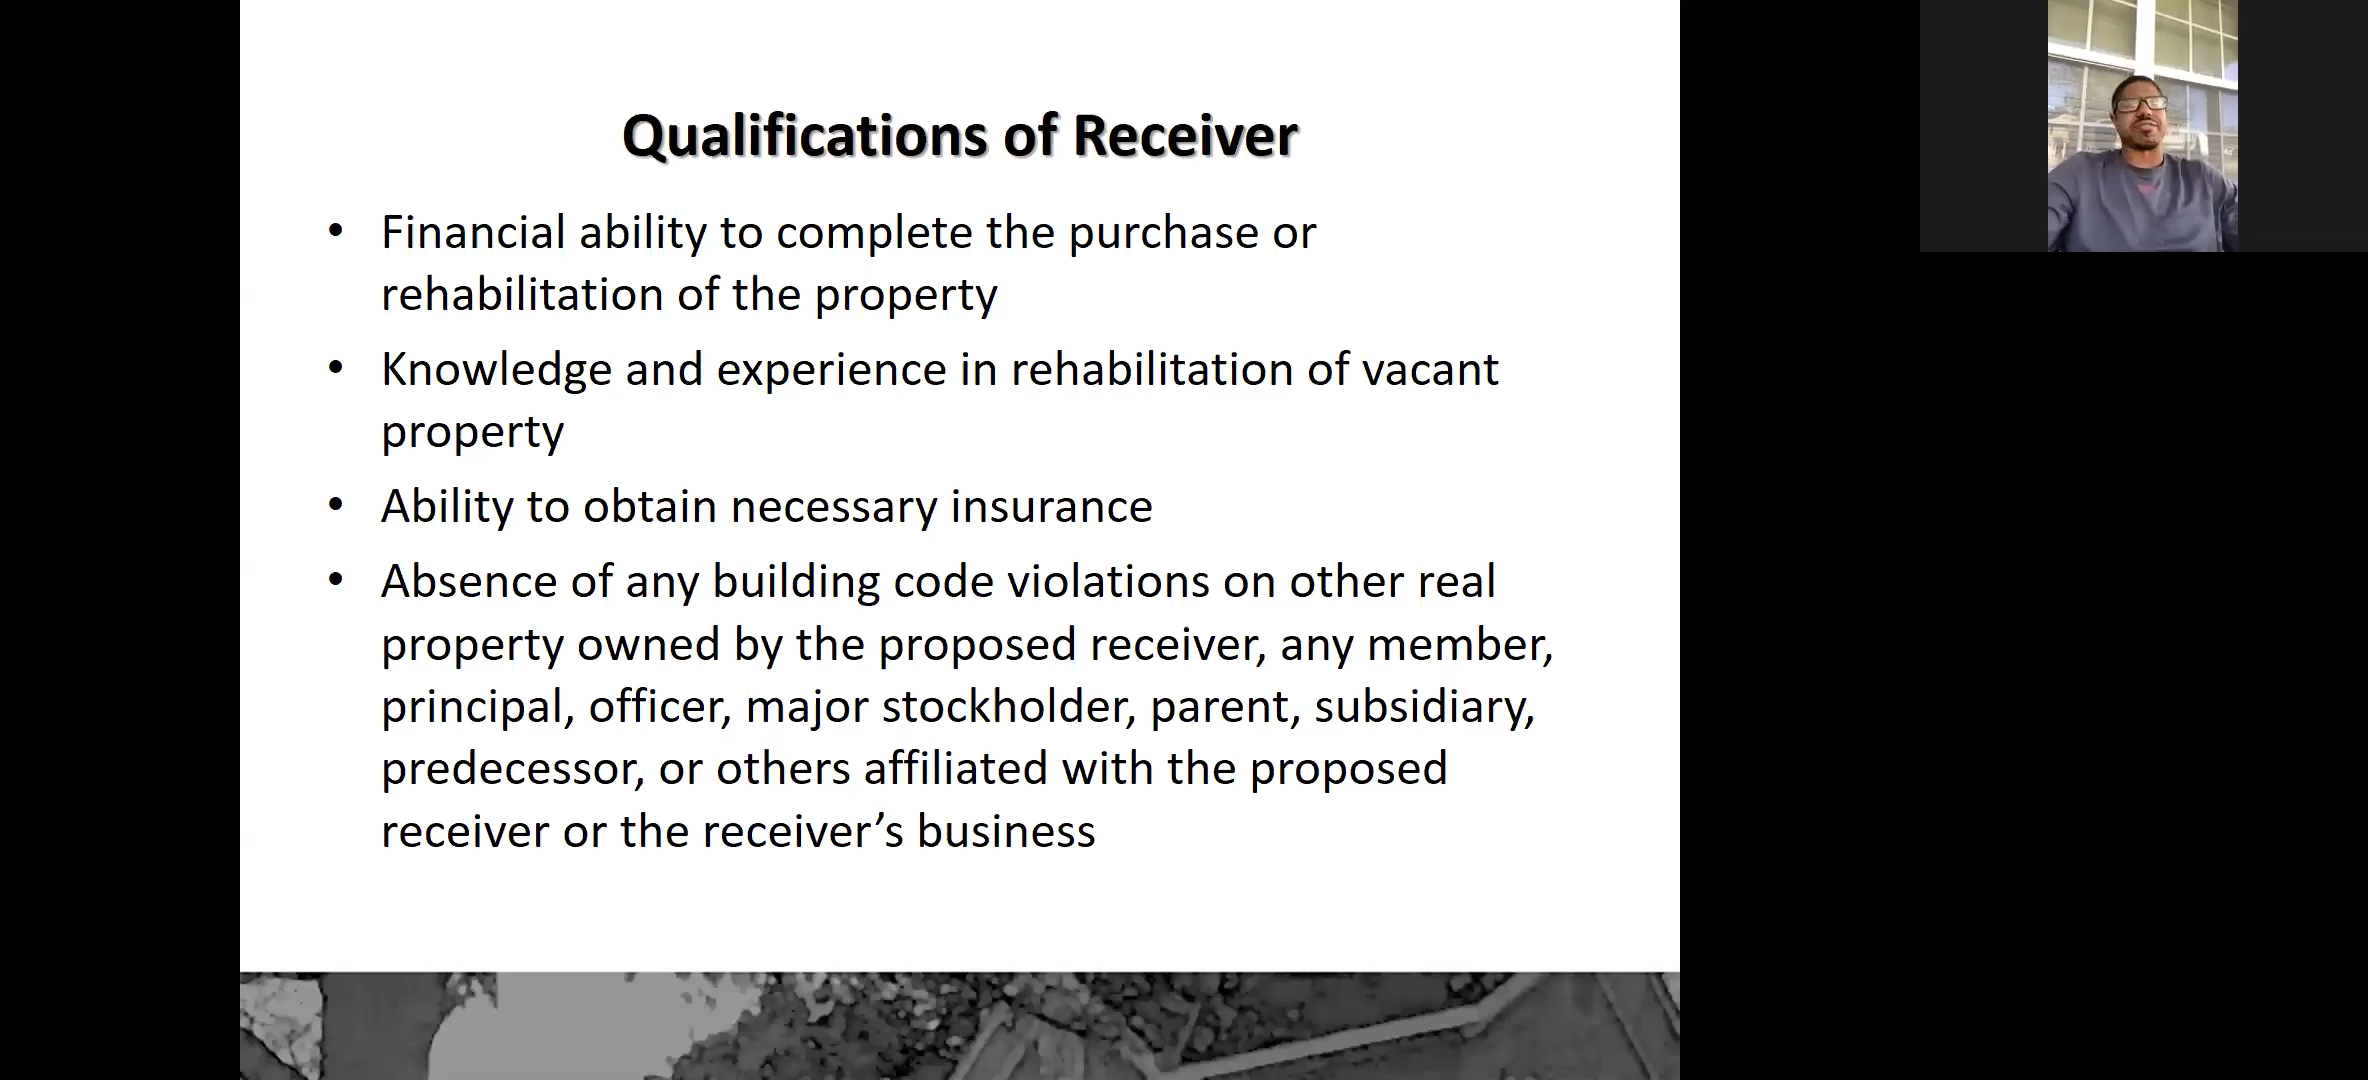 Qualifications of Receiver
• Financial ability to complete the purchase or
rehabilitation of the property
• Knowledge and experience in rehabilitation of vacant
property
• Ability to obtain necessary insurance
• Absence of any building code violations on other real
property owned by the proposed receiver, any member,
principal, officer, major stockholder, parent, subsidiary,
predecessor, or others affiliated with the proposed
receiver or the receiver’s business